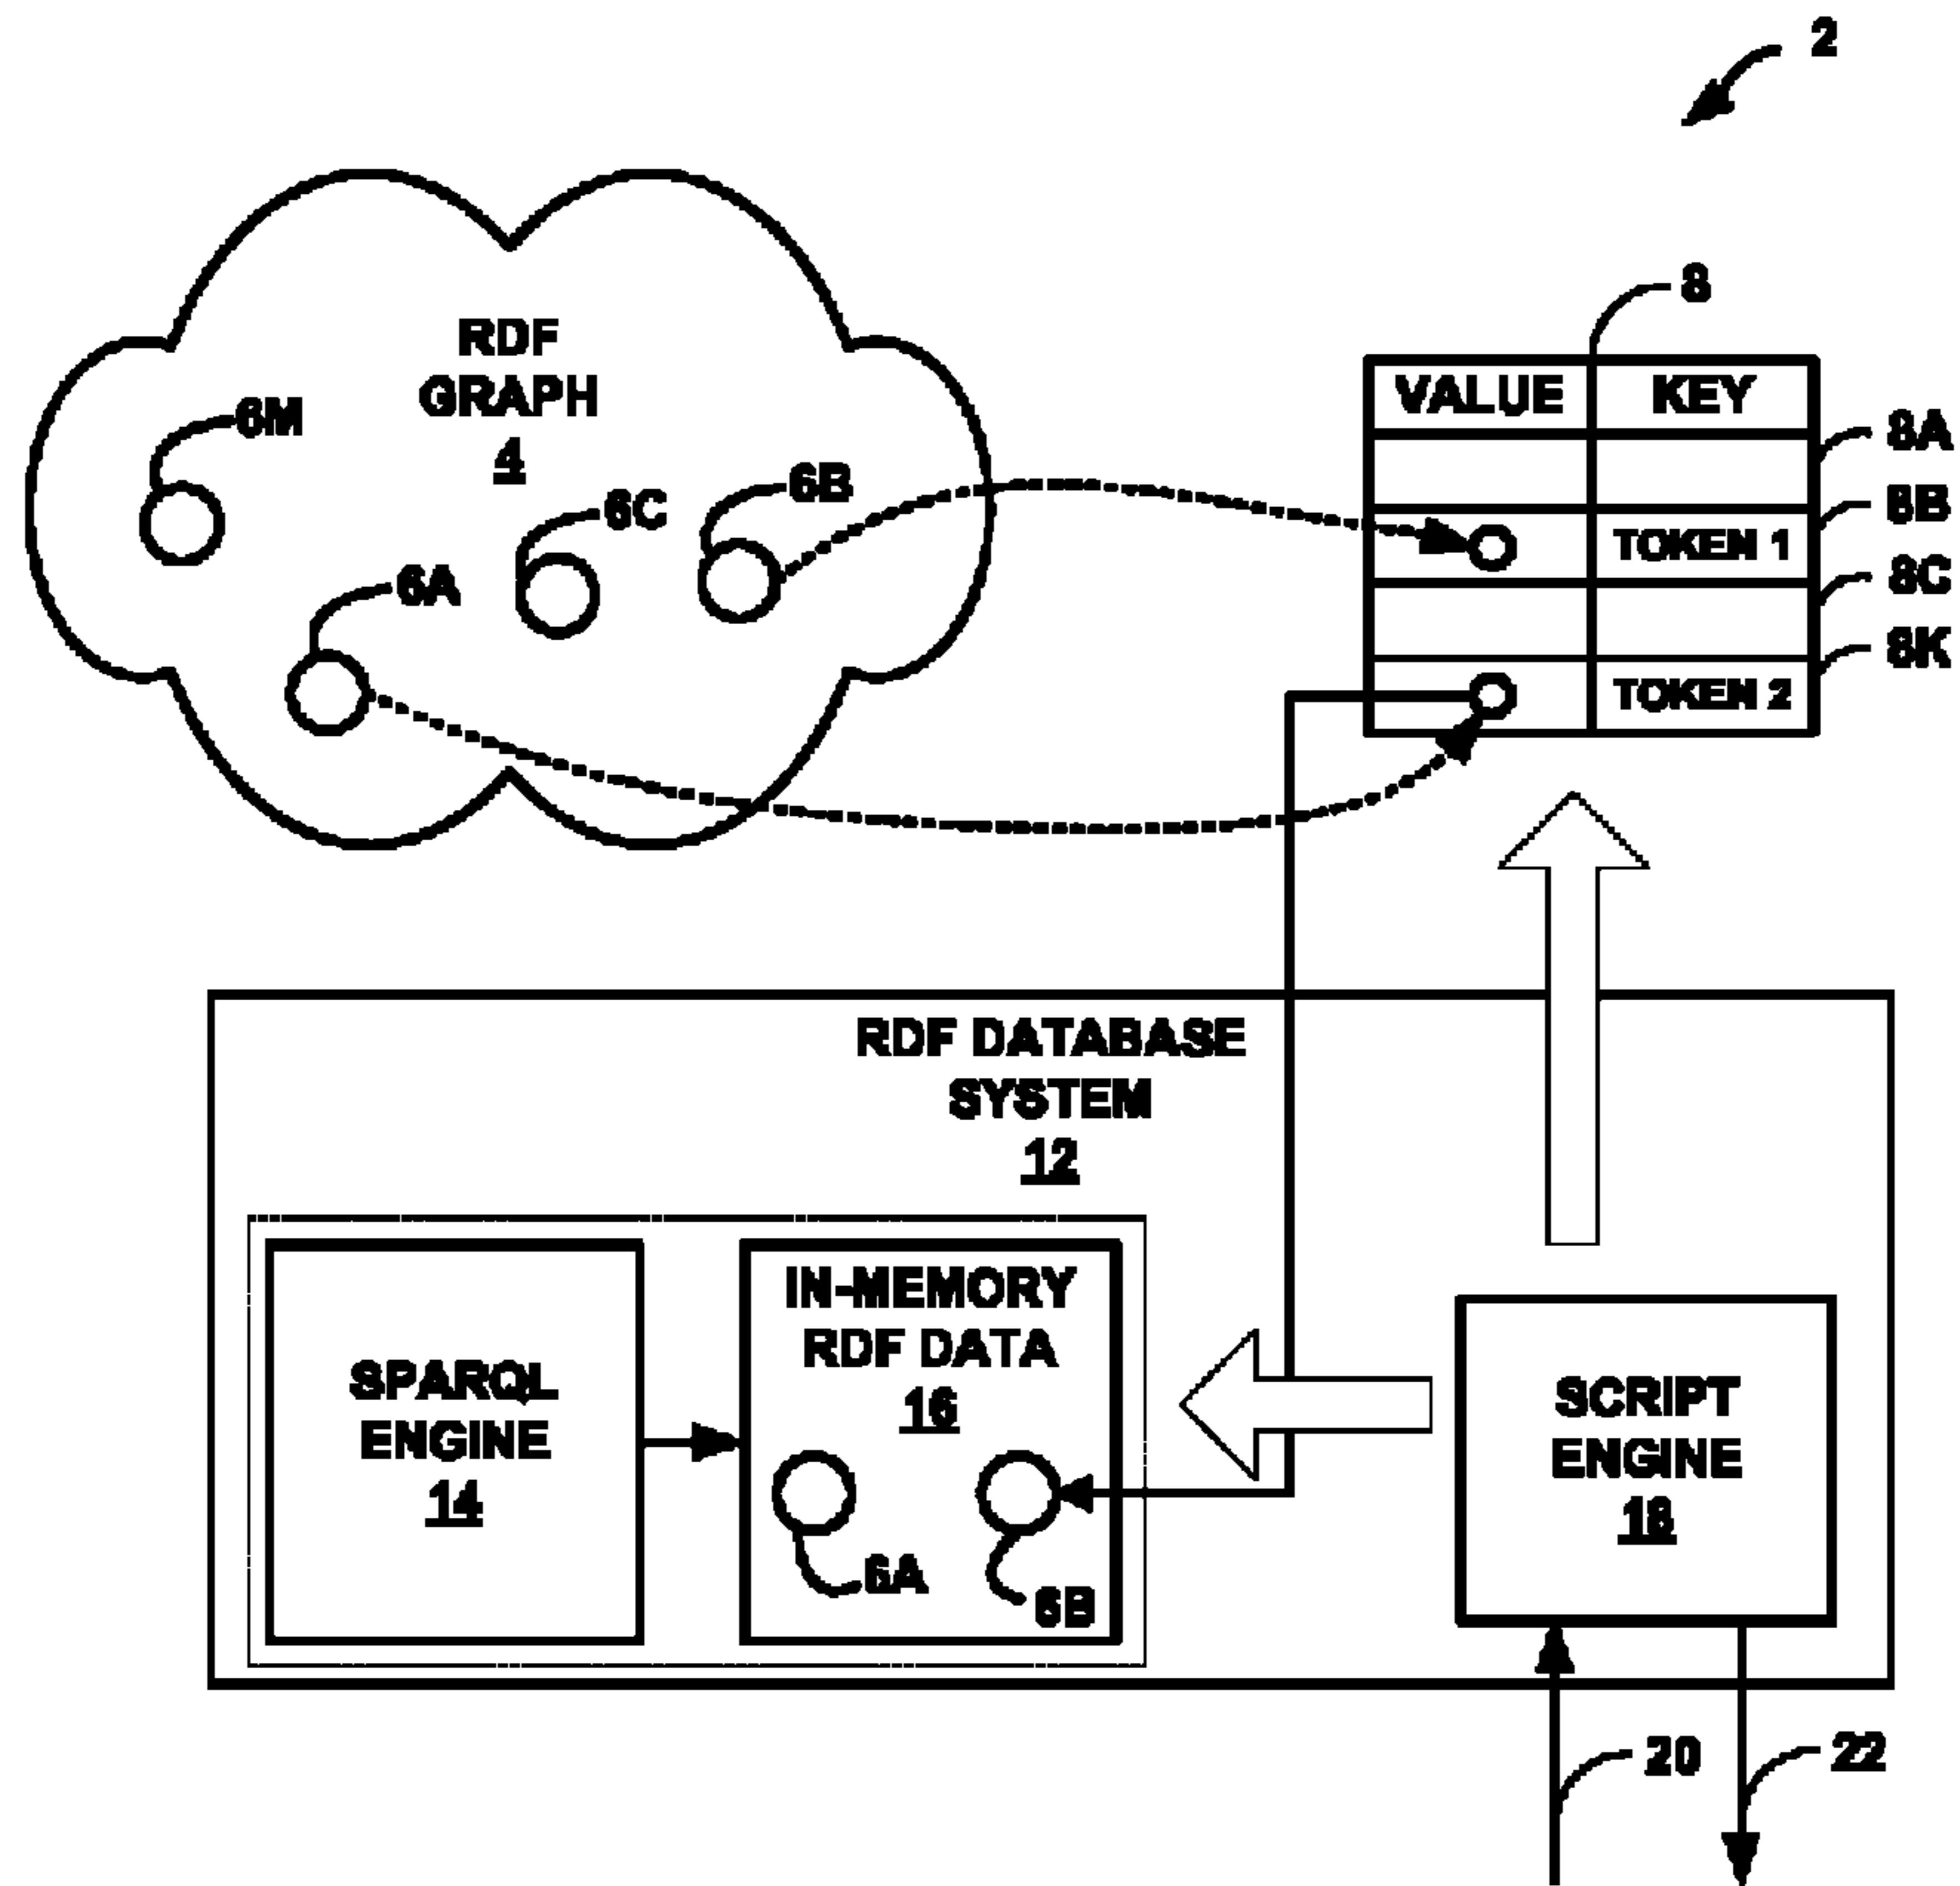 2
RDF
GRAPH
4
6M
6C
6B
6A
8
VALUE KEY
8A
TOKEN 1
8B
8C
TOKEN 2
8K
RDF DATABASE
SYSTEM
12
SPARQL
ENGINE
14
IN-MEMORY
RDF DATA
16
6A
6B
SCRIPT
ENGINE
18
20
22